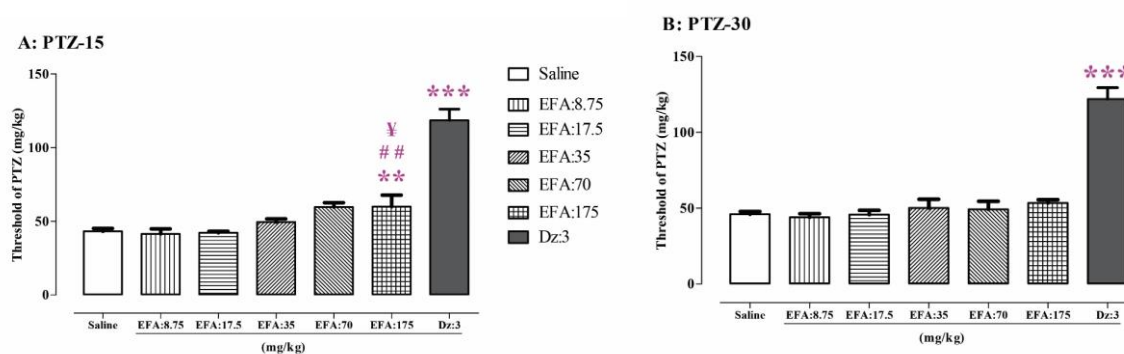 A: PTZ-15
Threshold of PTZ (mg/kg)
150
100
50
0
¥
##
**
***
Saline
EFA:8.75
EFA:17.5
EFA:35
EFA:70
EFA:175
Dz:3
(mg/kg)
Saline
EFA:8.75
EFA:17.5
EFA:35
EFA:70
EFA:175
Dz:3
B: PTZ-30
Threshold of PTZ (mg/kg)
150
100
50
0
***
Saline
EFA:8.75
EFA:17.5
EFA:35
EFA:70
EFA:175
Dz:3
(mg/kg)